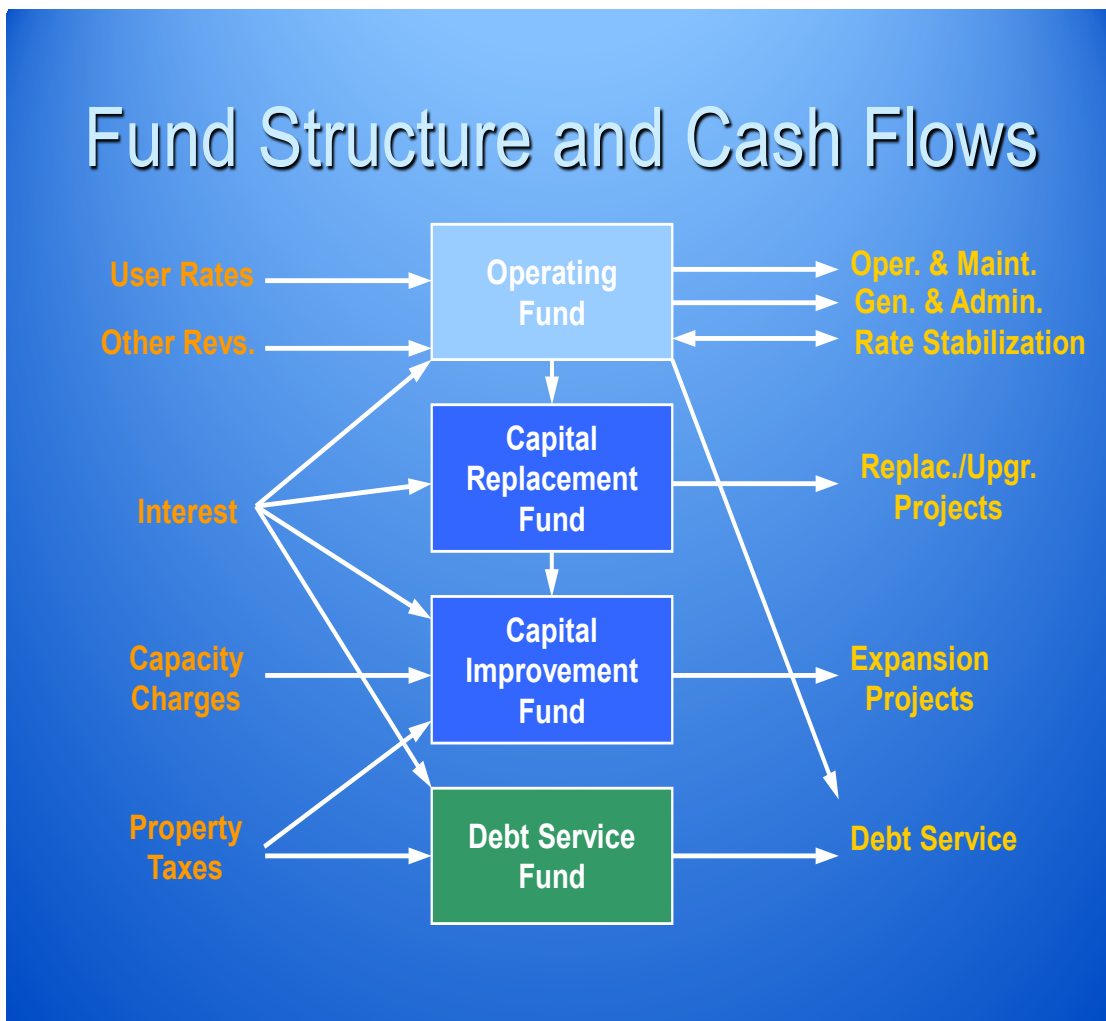 Fund Structure and Cash Flows
User Rates
Other Revs.
Interest
Capacity
Charges
Property
Taxes
Operating
Fund
Capital
Replacement
Fund
Capital
Improvement
Fund
Debt Service
Fund
Oper. & Maint.
Gen. & Admin.
Rate Stabilization
Replac./Upgr.
Projects
Expansion
Projects
Debt Service